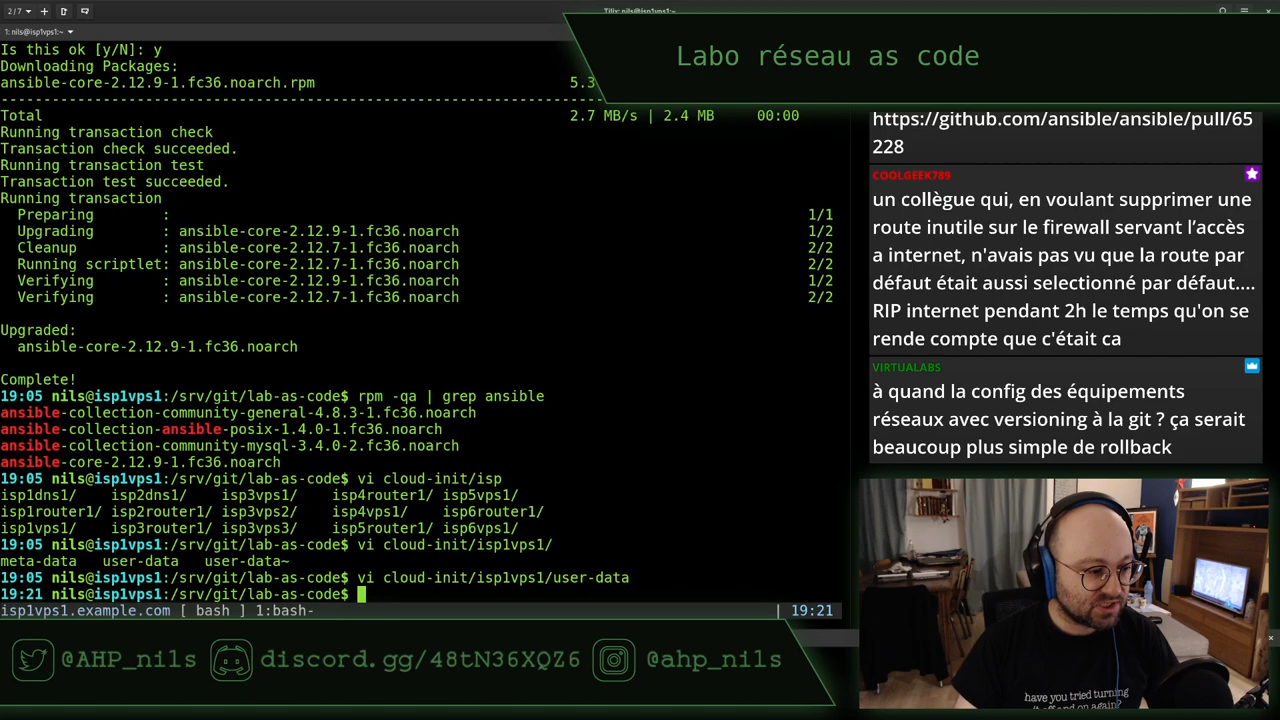 2/7
Tilix: nils@isp1vps1:~
1: nils@isp1vps1:~
Labo réseau as code
Is this ok [y/N]: y
Downloading Packages:
ansible-core-2.12.9-1.fc36.noarch.rpm 5.3
--------------------------------------------------------------------------------
Total 2.7 MB/s | 2.4 MB 00:00
Running transaction check
Transaction check succeeded.
Running transaction test
Transaction test succeeded.
Running transaction
Preparing : 1/1
Upgrading : ansible-core-2.12.9-1.fc36.noarch 1/2
Cleanup : ansible-core-2.12.7-1.fc36.noarch 2/2
Running scriptlet: ansible-core-2.12.7-1.fc36.noarch 2/2
Verifying : ansible-core-2.12.9-1.fc36.noarch 1/2
Verifying : ansible-core-2.12.7-1.fc36.noarch 2/2
Upgraded:
ansible-core-2.12.9-1.fc36.noarch
Complete!
19:05 nils@isp1vps1:/srv/git/lab-as-code$ rpm -qa | grep ansible
ansible-collection-community-general-4.8.3-1.fc36.noarch
ansible-collection-ansible-posix-1.4.0-1.fc36.noarch
ansible-collection-community-mysql-3.4.0-2.fc36.noarch
ansible-core-2.12.9-1.fc36.noarch
19:05 nils@isp1vps1:/srv/git/lab-as-code$ vi cloud-init/isp
isp1dns1/ isp2dns1/ isp3vps1/ isp4router1/ isp5vps1/
isp1router1/ isp2router1/ isp3vps2/ isp4vps1/ isp6router1/
isp1vps1/ isp3router1/ isp3vps3/ isp5router1/ isp6vps1/
19:05 nils@isp1vps1:/srv/git/lab-as-code$ vi cloud-init/isp1vps1/
meta-data user-data user-data~
19:05 nils@isp1vps1:/srv/git/lab-as-code$ vi cloud-init/isp1vps1/user-data
19:21 nils@isp1vps1:/srv/git/lab-as-code$
isp1vps1.example.com [ bash ] 1:bash- | 19:21
https://github.com/ansible/ansible/pull/65
228
COOLGEEK789
un collègue qui, en voulant supprimer une
route inutile sur le firewall servant l'accès
a internet, n'avais pas vu que la route par
défaut était aussi selectionné par défaut....
RIP internet pendant 2h le temps qu'on se
rende compte que c'était ca
VIRTUALABS
à quand la config des équipements
réseaux avec versioning à la git ? ça serait
beaucoup plus simple de rollback
have you tried turning
it off and on again?
@AHP_nils discord.gg/48tN36XQZ6 @ahp_nils